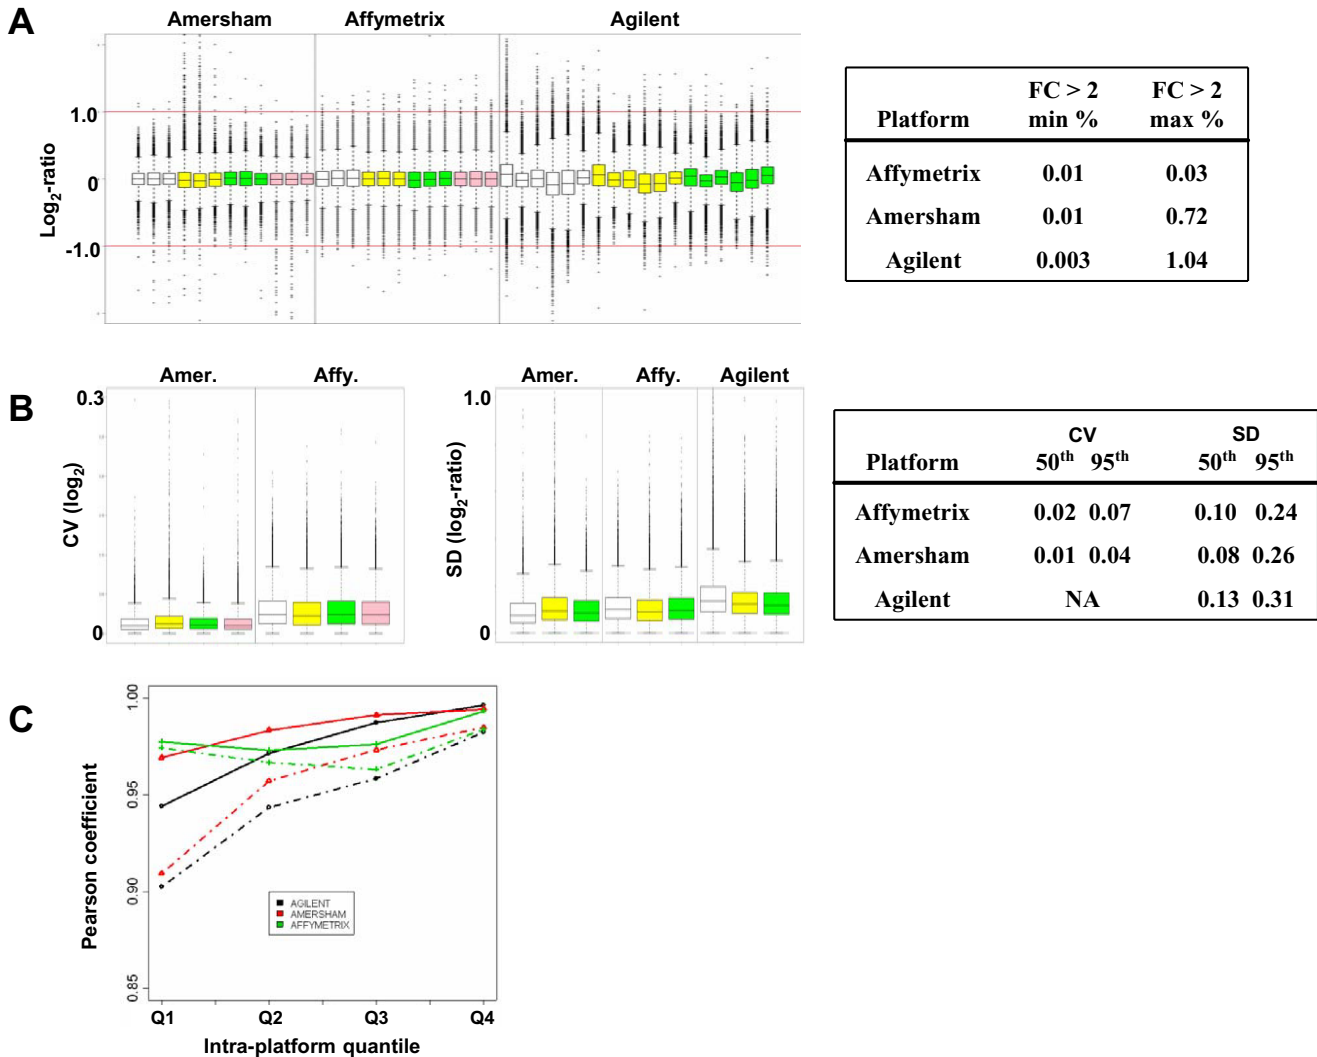 A
Amersham Affymetrix Agilent
Log2-ratio
1.0
0
-1.0
Platform FC > 2 min % FC > 2 max %
Affymetrix 0.01 0.03
Amersham 0.01 0.72
Agilent 0.003 1.04
B
Amer. Affy.
CV (log2)
0.3
0
Amer. Affy. Agilent
SD (log2-ratio)
1.0
0
CV SD
Platform 50th 95th 50th 95th
Affymetrix 0.02 0.07 0.10 0.24
Amersham 0.01 0.04 0.08 0.26
Agilent NA 0.13 0.31
C
Pearson coefficient
1.00
0.95
0.90
0.85
AGILENT
AMERSHAM
AFFYMETRIX
Q1 Q2 Q3 Q4
Intra-platform quantile